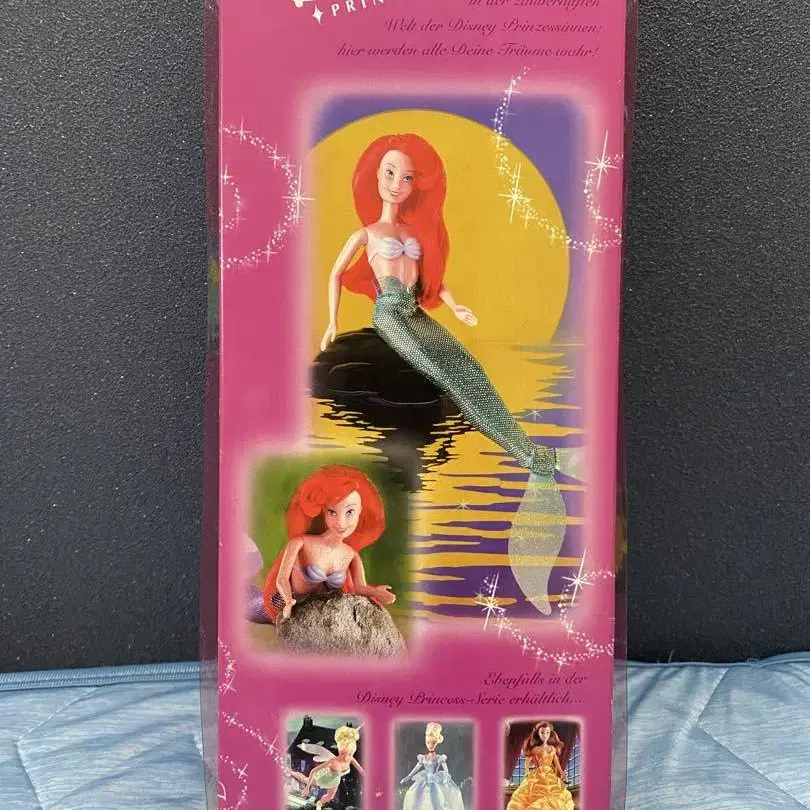 PRIN
in der zauberhaften
Welt der Disney Prinzessinnen;
hier werden alle Deine Träume wahr!
Ebenfalls in der
Disney Princess-Serie erhältlich...